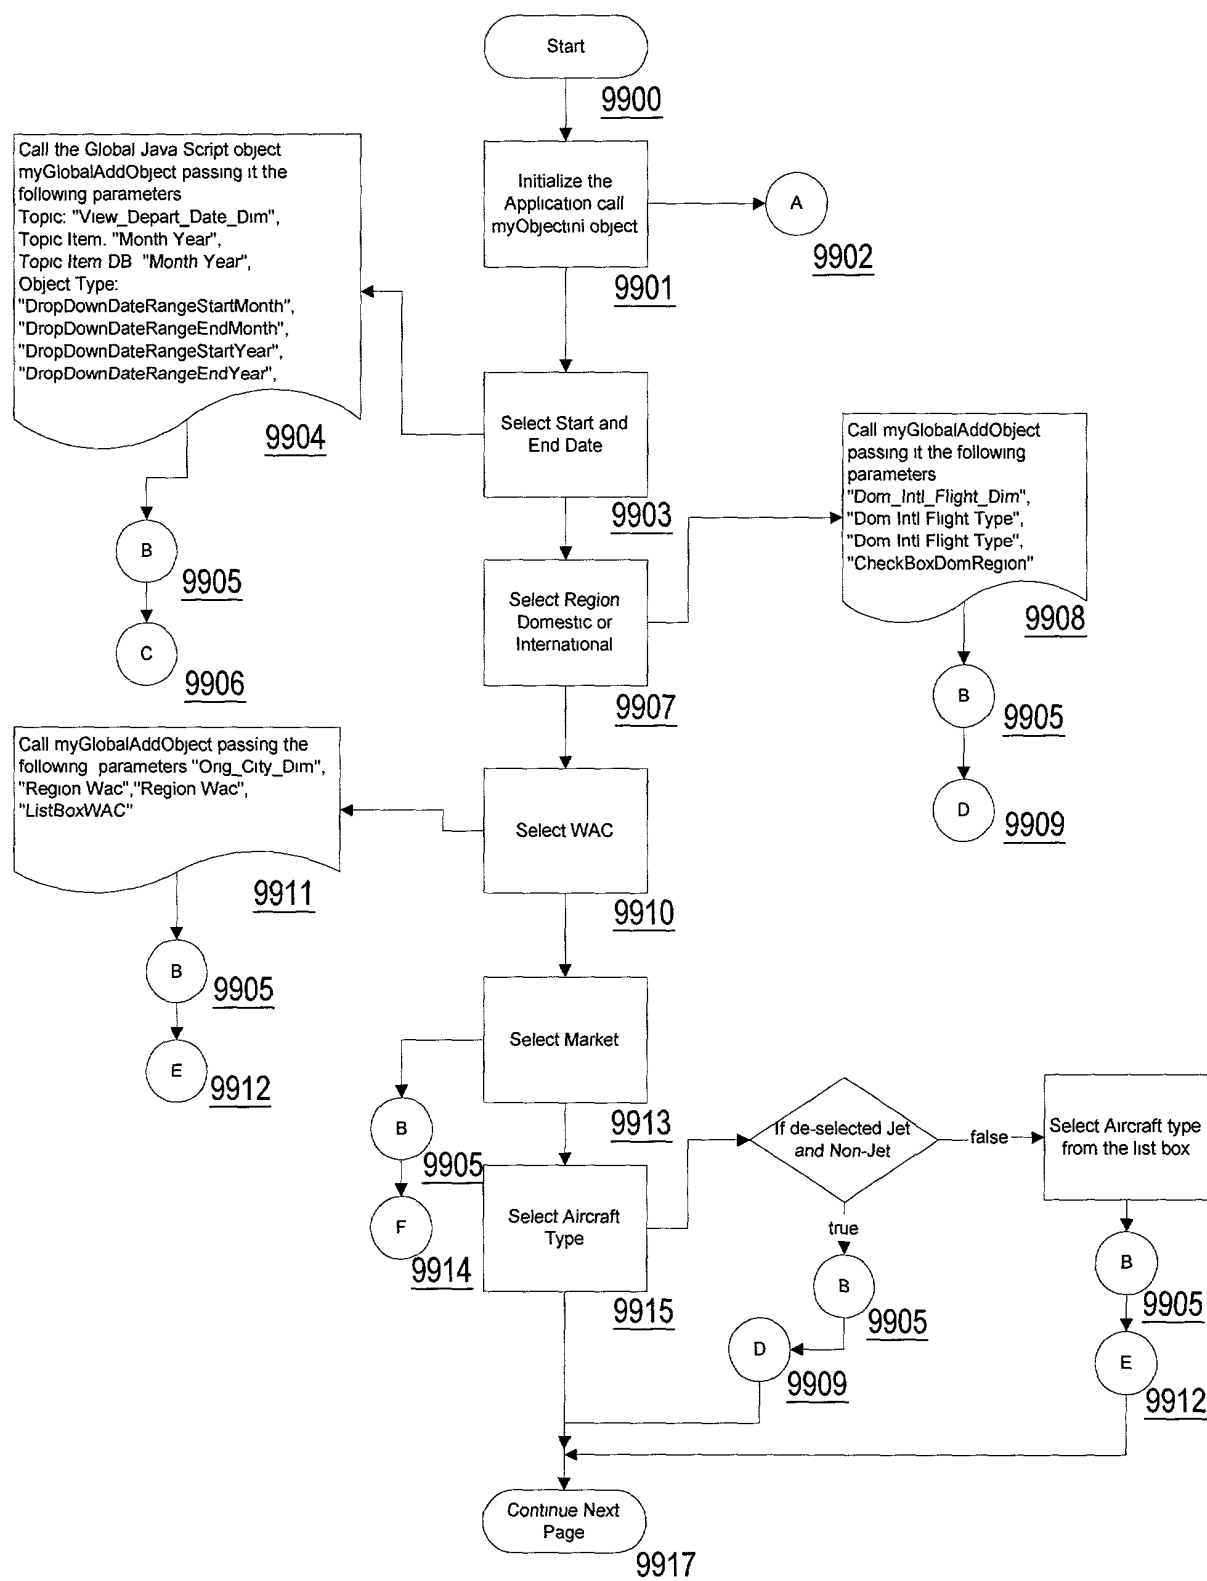 Start
9900
Initialize the
Application call
myObjectini object
9901
A
9902
Call the Global Java Script object
myGlobalAddObject passing it the
following parameters
Topic: "View_Depart_Date_Dim",
Topic Item. "Month Year",
Topic Item DB "Month Year",
Object Type:
"DropDownDateRangeStartMonth",
"DropDownDateRangeEndMonth",
"DropDownDateRangeStartYear",
"DropDownDateRangeEndYear",
9904
Select Start and
End Date
9903
B
9905
C
9906
Call myGlobalAddObject
passing it the following
parameters
"Dom_Intl_Flight_Dim",
"Dom Intl Flight Type",
"Dom Intl Flight Type",
"CheckBoxDomRegion"
9908
Select Region
Domestic or
International
9907
B
9905
D
9909
Call myGlobalAddObject passing the
following parameters "Orig_City_Dim",
"Region Wac","Region Wac",
"ListBoxWAC"
9911
Select WAC
9910
B
9905
E
9912
Select Market
9913
B
9905
F
9914
Select Aircraft
Type
9915
If de-selected Jet
and Non-Jet
false
true
Select Aircraft type
from the list box
B
9905
D
9909
B
9905
E
9912
Continue Next
Page
9917